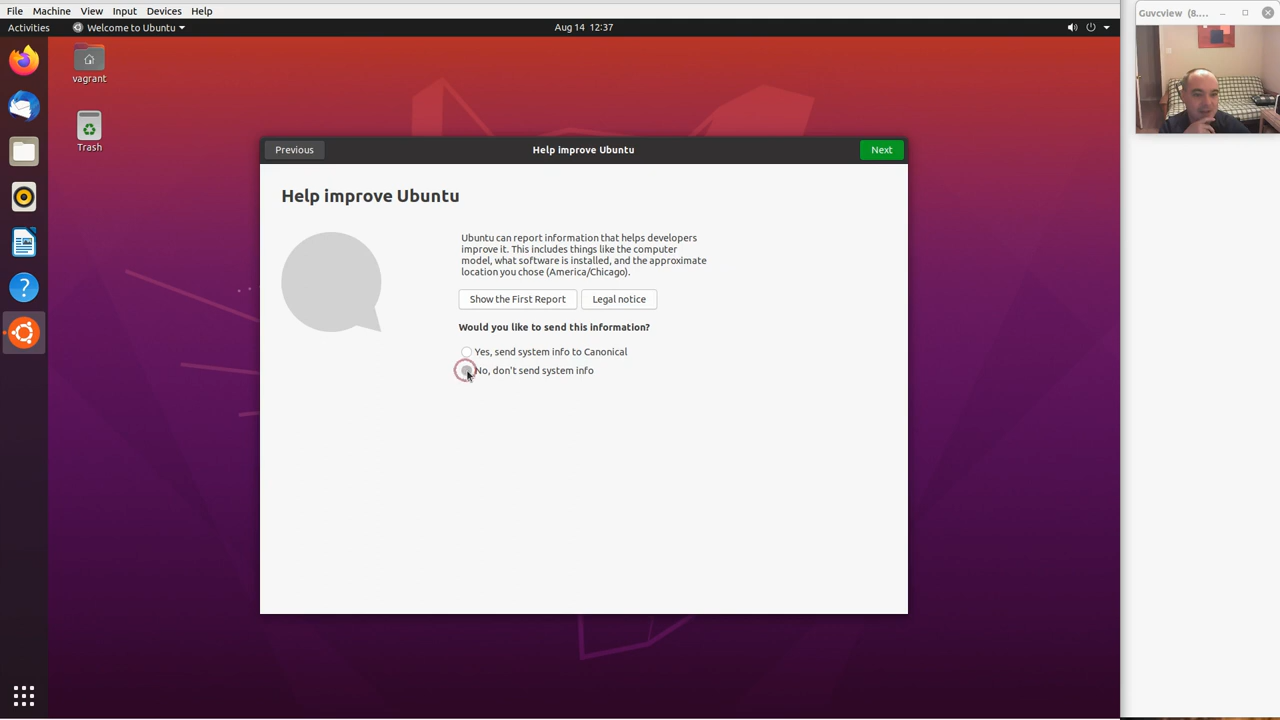 File Machine View Input Devices Help
Guvcview (8....
Activities
Welcome to Ubuntu
Aug 14 12:37
vagrant
Trash
Previous
Help improve Ubuntu
Next
Help improve Ubuntu
Ubuntu can report information that helps developers
improve it. This includes things like the computer
model, what software is installed, and the approximate
location you chose (America/Chicago).
Show the First Report
Legal notice
Would you like to send this information?
Yes, send system info to Canonical
No, don't send system info